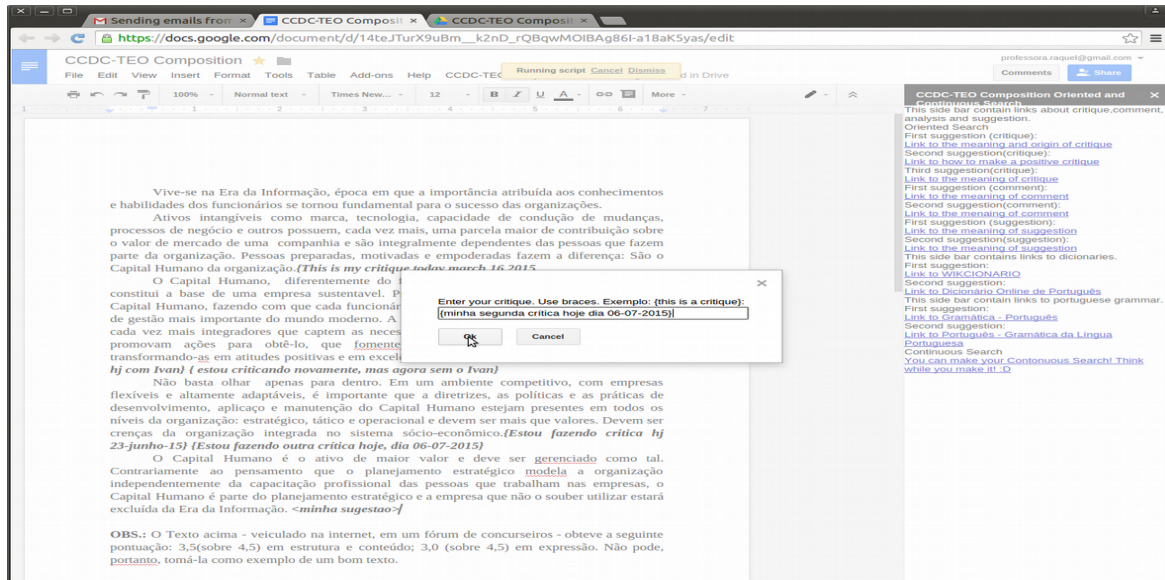 Sending emails from ×
CCDC-TEO Composit ×
CCDC-TEO Composit ×
https://docs.google.com/document/d/14teJTurX9uBm__k2nD_rQBqwMOIBAg86I-a18aK5yas/edit
CCDC-TEO Composition
professora.raquel@gmail.com
File Edit View Insert Format Tools Table Add-ons Help CCDC-TEO
Running script Cancel Dismiss
d in Drive
Comments
Share
100% Normal text Times New... 12 B I U A More
CCDC-TEO Composition Oriented and
Continuous Search
This side bar contain links about critique,comment,
analysis and suggestion.
Oriented Search
First suggestion (critique):
Link to the meaning and origin of critique
Second suggestion(critique):
Link to how to make a positive critique
Third suggestion(critique):
Link to the meaning of critique
First suggestion (comment):
Link to the meaning of comment
Second suggestion(comment):
Link to the menaing of comment
First suggestion (suggestion):
Link to the meaning of suggestion
Second suggestion(suggestion):
Link to the meaning of suggestion
This side bar contain links to dicionaries.
First suggestion:
Link to WIKCIONARIO
Second suggestion:
Link to Dicionário Online de Português
This side bar contain links to portuguese grammar.
First suggestion:
Link to Gramática - Português
Second suggestion:
Link to Português - Gramática da Língua
Portuguesa
Continuous Search
You can make your Contonuous Search! Think
while you make it! :D
Vive-se na Era da Informação, época em que a importância atribuída aos conhecimentos
e habilidades dos funcionários se tornou fundamental para o sucesso das organizações.
Ativos intangíveis como marca, tecnologia, capacidade de condução de mudanças,
processos de negócio e outros possuem, cada vez mais, uma parcela maior de contribuição sobre
o valor de mercado de uma companhia e são integralmente dependentes das pessoas que fazem
parte da organização. Pessoas preparadas, motivadas e empoderadas fazem a diferença: São o
Capital Humano da organização.{This is my critique today march 16 2015
O Capital Humano, diferentemente do f
constitui a base de uma empresa sustentavel. P
Capital Humano, fazendo com que cada funcionár
de gestão mais importante do mundo moderno. A
cada vez mais integradores que captem as neces
promovam ações para obtê-lo, que fomente
transformando-as em atitudes positivas e em excel
hj com Ivan} { estou criticando novamente, mas agora sem o Ivan}
Enter your critique. Use braces. Exemplo: {this is a critique}:
{minha segunda crítica hoje dia 06-07-2015}
Ok
Cancel
Não basta olhar apenas para dentro. Em um ambiente competitivo, com empresas
flexíveis e altamente adaptáveis, é importante que a diretrizes, as políticas e as práticas de
desenvolvimento, aplicaço e manutenção do Capital Humano estejam presentes em todos os
níveis da organização: estratégico, tático e operacional e devem ser mais que valores. Devem ser
crenças da organização integrada no sistema sócio-econômico.{Estou fazendo critica hj
23-junho-15} {Estou fazendo outra crítica hoje, dia 06-07-2015}
O Capital Humano é o ativo de maior valor e deve ser gerenciado como tal.
Contrariamente ao pensamento que o planejamento estratégico modela a organização
independentemente da capacitação profissional das pessoas que trabalham nas empresas, o
Capital Humano é parte do planejamento estratégico e a empresa que não o souber utilizar estará
excluída da Era da Informação. <minha sugestao>
OBS.: O Texto acima - veiculado na internet, em um fórum de concurseiros - obteve a seguinte
pontuação: 3,5(sobre 4,5) em estrutura e conteúdo; 3,0 (sobre 4,5) em expressão. Não pode,
portanto, tomá-la como exemplo de um bom texto.